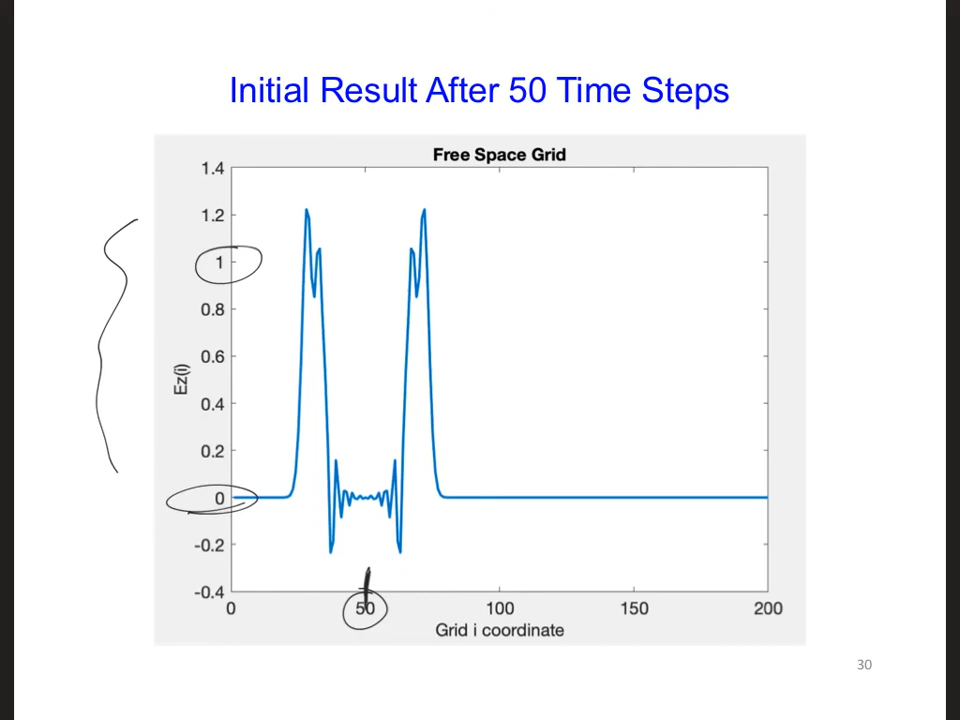 Initial Result After 50 Time Steps
Free Space Grid
1.4
1.2
1
0.8
0.6
0.4
0.2
0
-0.2
-0.4
Ez(i)
0 50 100 150 200
Grid i coordinate
30